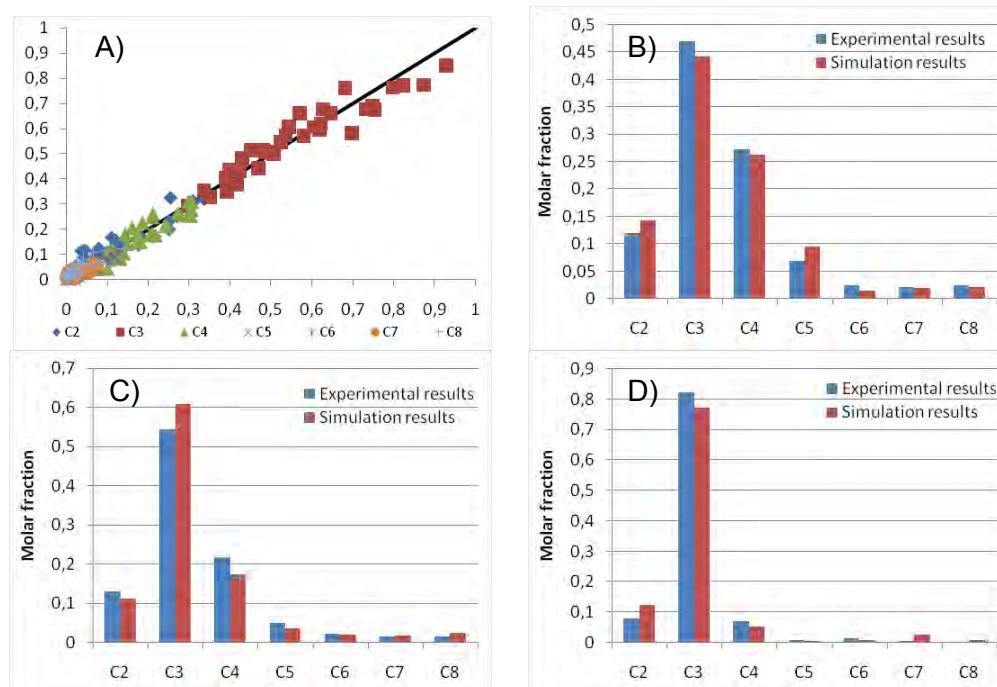 A)
1
0,9
0,8
0,7
0,6
0,5
0,4
0,3
0,2
0,1
0
0 0,1 0,2 0,3 0,4 0,5 0,6 0,7 0,8 0,9 1
C2 C3 C4 C5 C6 C7 C8
B)
Experimental results
Simulation results
Molar fraction
0,5
0,45
0,4
0,35
0,3
0,25
0,2
0,15
0,1
0,05
0
C2 C3 C4 C5 C6 C7 C8
C)
Experimental results
Simulation results
Molar fraction
0,7
0,6
0,5
0,4
0,3
0,2
0,1
0
C2 C3 C4 C5 C6 C7 C8
D)
Experimental results
Simulation results
Molar fraction
0,9
0,8
0,7
0,6
0,5
0,4
0,3
0,2
0,1
0
C2 C3 C4 C5 C6 C7 C8